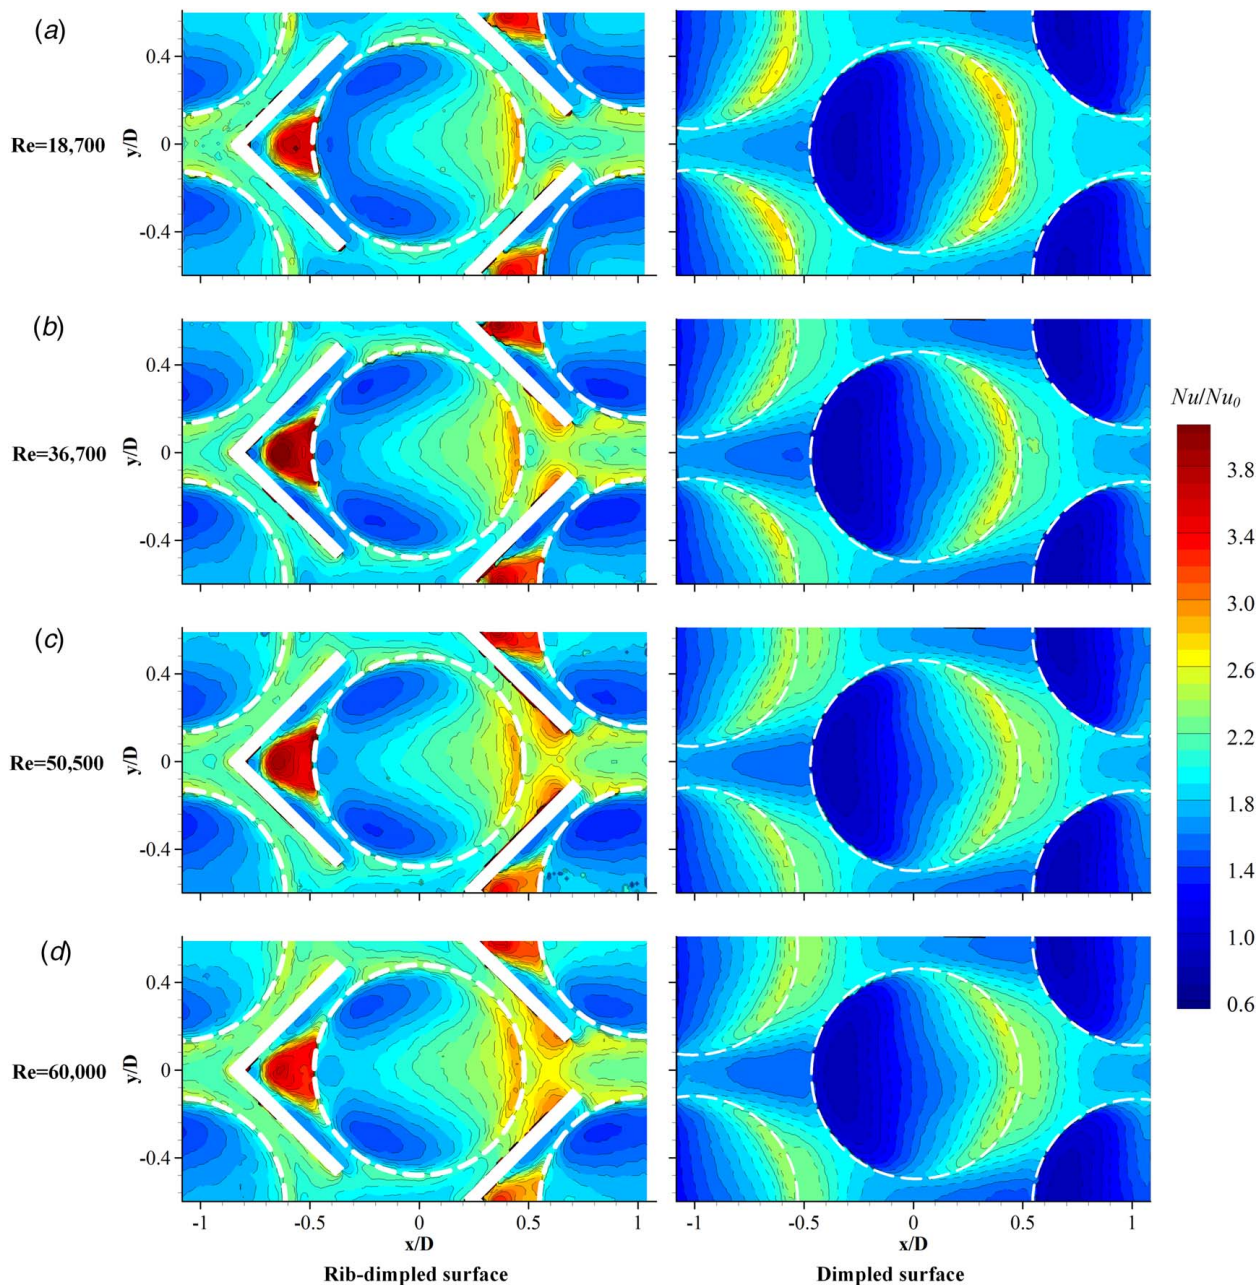 (a)
Re=18,700
y/D
0.4
0
-0.4
(b)
Re=36,700
y/D
0.4
0
-0.4
Nu/Nu₀
3.8
3.4
3.0
2.6
2.2
1.8
1.4
1.0
0.6
(c)
Re=50,500
y/D
0.4
0
-0.4
(d)
Re=60,000
y/D
0.4
0
-0.4
-1 -0.5 0 0.5 1
x/D
Rib-dimpled surface
-1 -0.5 0 0.5 1
x/D
Dimpled surface